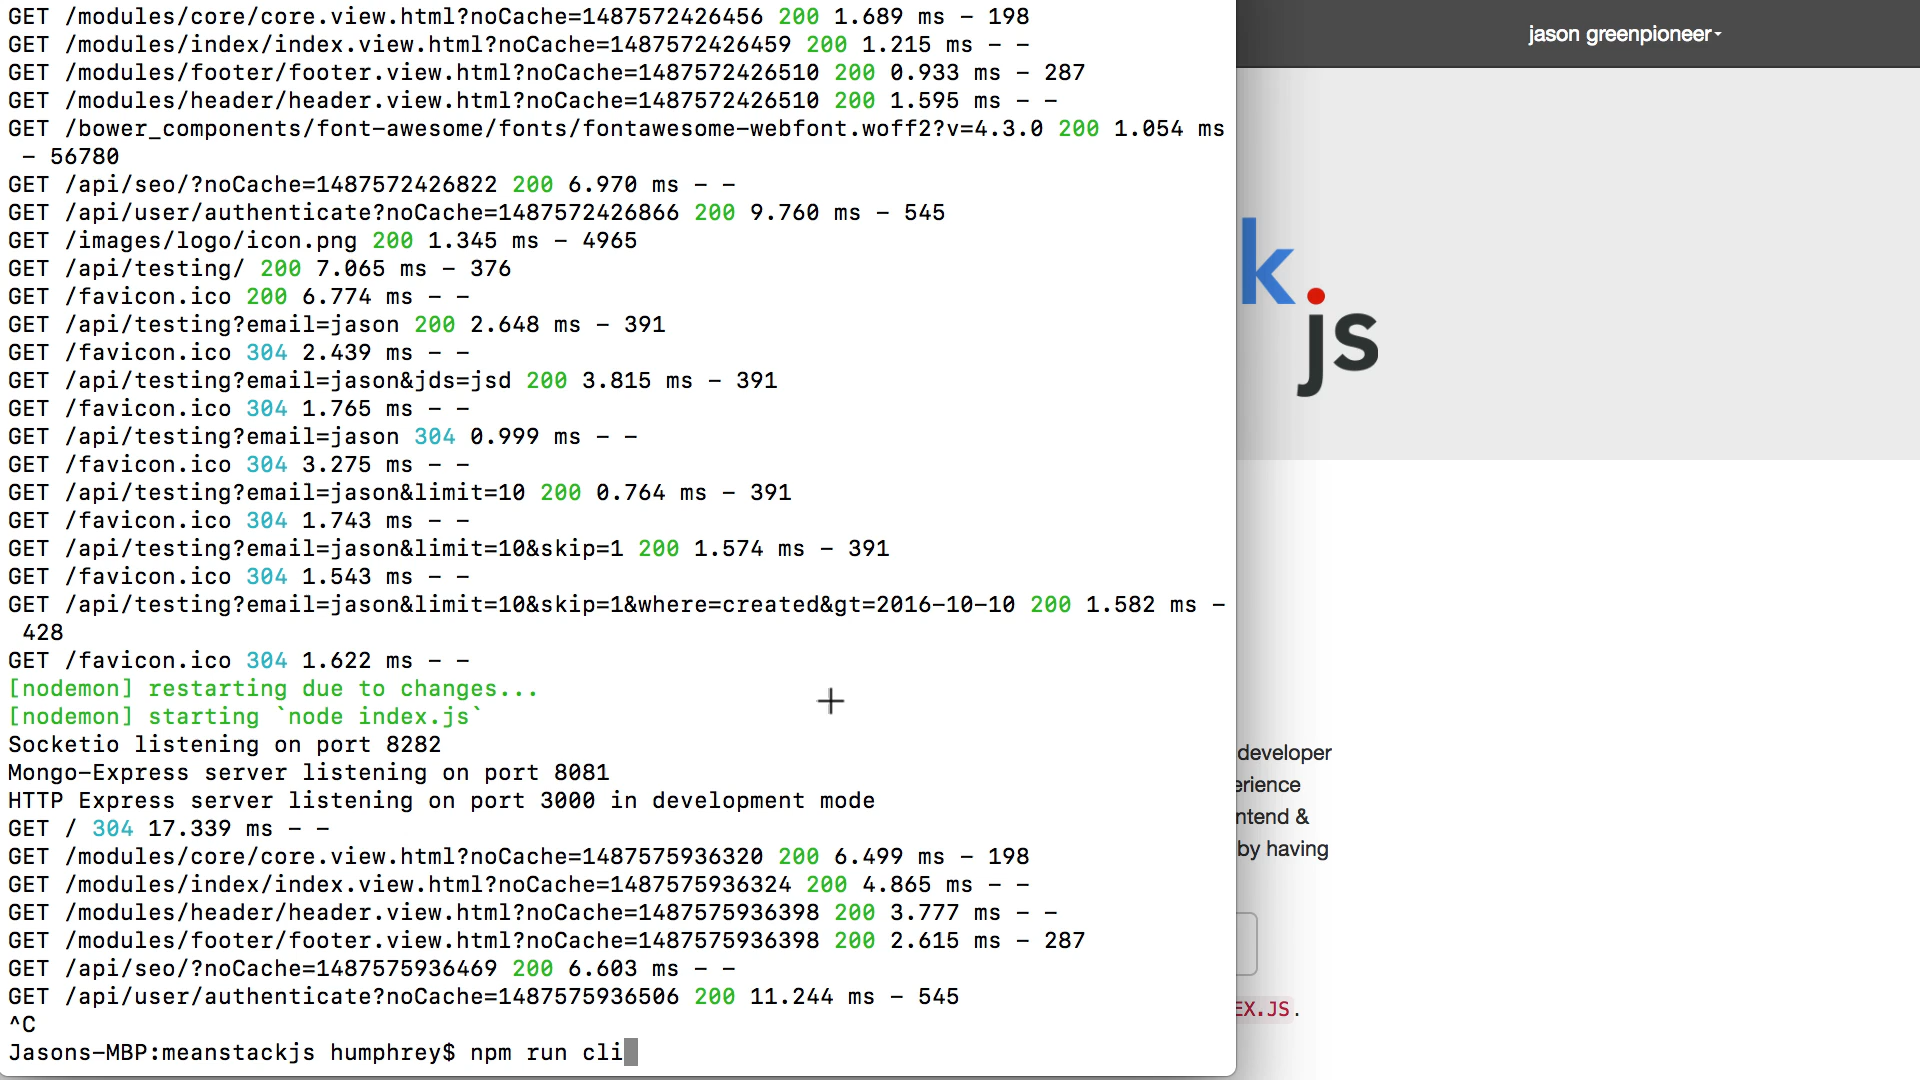 GET /modules/core/core.view.html?noCache=1487572426456 200 1.689 ms - 198
GET /modules/index/index.view.html?noCache=1487572426459 200 1.215 ms - -
GET /modules/footer/footer.view.html?noCache=1487572426510 200 0.933 ms - 287
GET /modules/header/header.view.html?noCache=1487572426510 200 1.595 ms - -
GET /bower_components/font-awesome/fonts/fontawesome-webfont.woff2?v=4.3.0 200 1.054 ms
- 56780
GET /api/seo/?noCache=1487572426822 200 6.970 ms - -
GET /api/user/authenticate?noCache=1487572426866 200 9.760 ms - 545
GET /images/logo/icon.png 200 1.345 ms - 4965
GET /api/testing/ 200 7.065 ms - 376
GET /favicon.ico 200 6.774 ms - -
GET /api/testing?email=jason 200 2.648 ms - 391
GET /favicon.ico 304 2.439 ms - -
GET /api/testing?email=jason&jds=jsd 200 3.815 ms - 391
GET /favicon.ico 304 1.765 ms - -
GET /api/testing?email=jason 304 0.999 ms - -
GET /favicon.ico 304 3.275 ms - -
GET /api/testing?email=jason&limit=10 200 0.764 ms - 391
GET /favicon.ico 304 1.743 ms - -
GET /api/testing?email=jason&limit=10&skip=1 200 1.574 ms - 391
GET /favicon.ico 304 1.543 ms - -
GET /api/testing?email=jason&limit=10&skip=1&where=created&gt=2016-10-10 200 1.582 ms -
428
GET /favicon.ico 304 1.622 ms - -
[nodemon] restarting due to changes...
[nodemon] starting `node index.js`
Socketio listening on port 8282
Mongo-Express server listening on port 8081
HTTP Express server listening on port 3000 in development mode
GET / 304 17.339 ms - -
GET /modules/core/core.view.html?noCache=1487575936320 200 6.499 ms - 198
GET /modules/index/index.view.html?noCache=1487575936324 200 4.865 ms - -
GET /modules/header/header.view.html?noCache=1487575936398 200 3.777 ms - -
GET /modules/footer/footer.view.html?noCache=1487575936398 200 2.615 ms - 287
GET /api/seo/?noCache=1487575936469 200 6.603 ms - -
GET /api/user/authenticate?noCache=1487575936506 200 11.244 ms - 545
^C
Jasons-MBP:meanstackjs humphrey$ npm run cli
jason greenpioneer
k.
js
developer
erience
ntend &
by having
EX.JS.